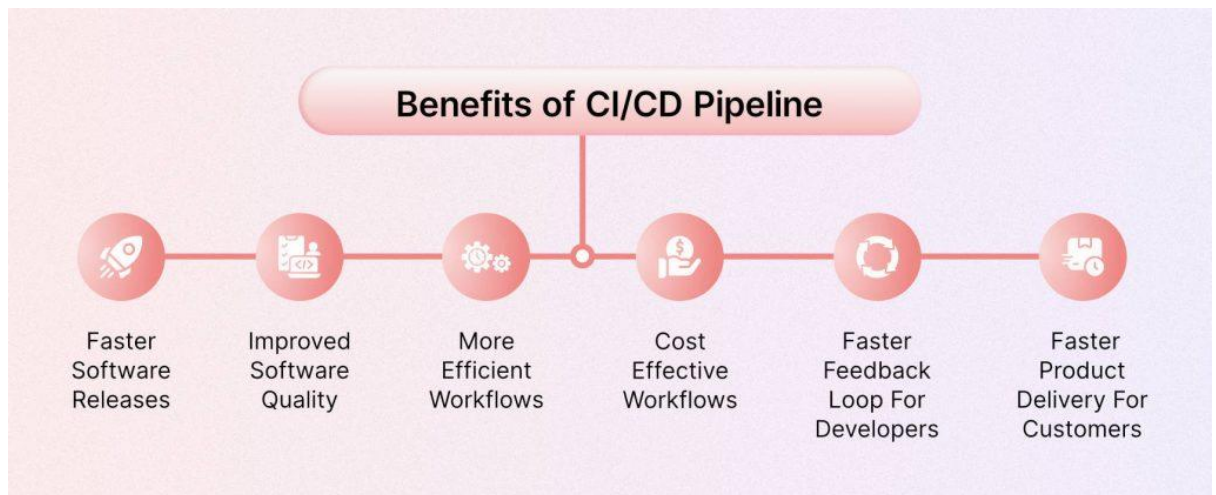 Benefits of CI/CD Pipeline
Faster
Software
Releases
Improved
Software
Quality
</>
More
Efficient
Workflows
$
Cost
Effective
Workflows
Faster
Feedback
Loop For
Developers
Faster
Product
Delivery For
Customers